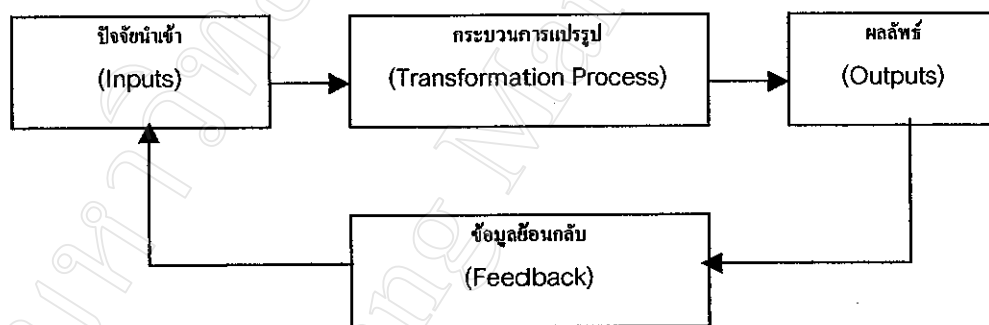 ปัจจัยนำเข้า
(Inputs)
กระบวนการแปรรูป
(Transformation Process)
ผลลัพธ์
(Outputs)
ข้อมูลย้อนกลับ
(Feedback)